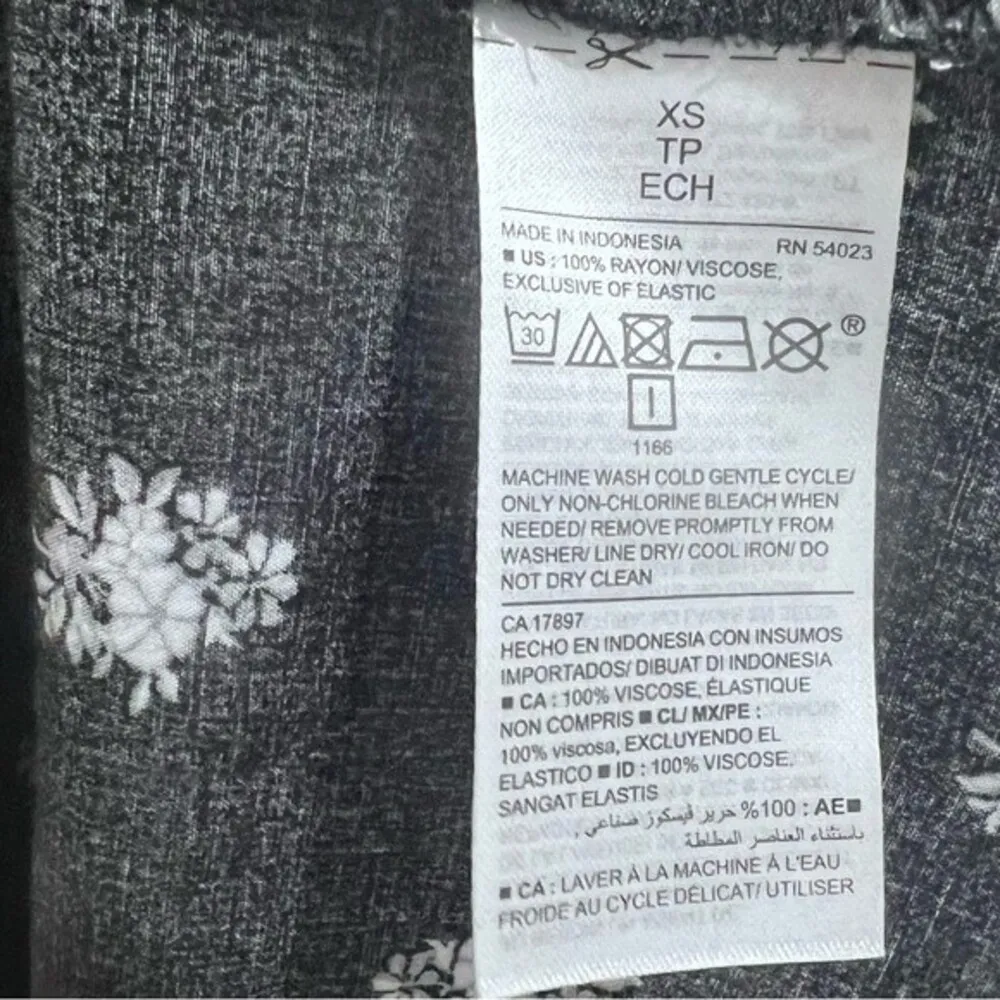 XS
TP
ECH
MADE IN INDONESIA RN 54023
■ US : 100% RAYON/ VISCOSE,
EXCLUSIVE OF ELASTIC
30 ®
1166
MACHINE WASH COLD GENTLE CYCLE/
ONLY NON-CHLORINE BLEACH WHEN
NEEDED/ REMOVE PROMPTLY FROM
WASHER/ LINE DRY/ COOL IRON/ DO
NOT DRY CLEAN
CA 17897
HECHO EN INDONESIA CON INSUMOS
IMPORTADOS/ DIBUAT DI INDONESIA
■ CA : 100% VISCOSE, ÉLASTIQUE
NON COMPRIS ■ CL/ MX/PE :
100% viscosa, EXCLUYENDO EL
ELASTICO ■ ID : 100% VISCOSE,
SANGAT ELASTIS
■AE : 100% حرير فيسكوز صناعي ,
باستثناء العناصر المطاطة
■ CA : LAVER À LA MACHINE À L'EAU
FROIDE AU CYCLE DÉLICAT/ UTILISER